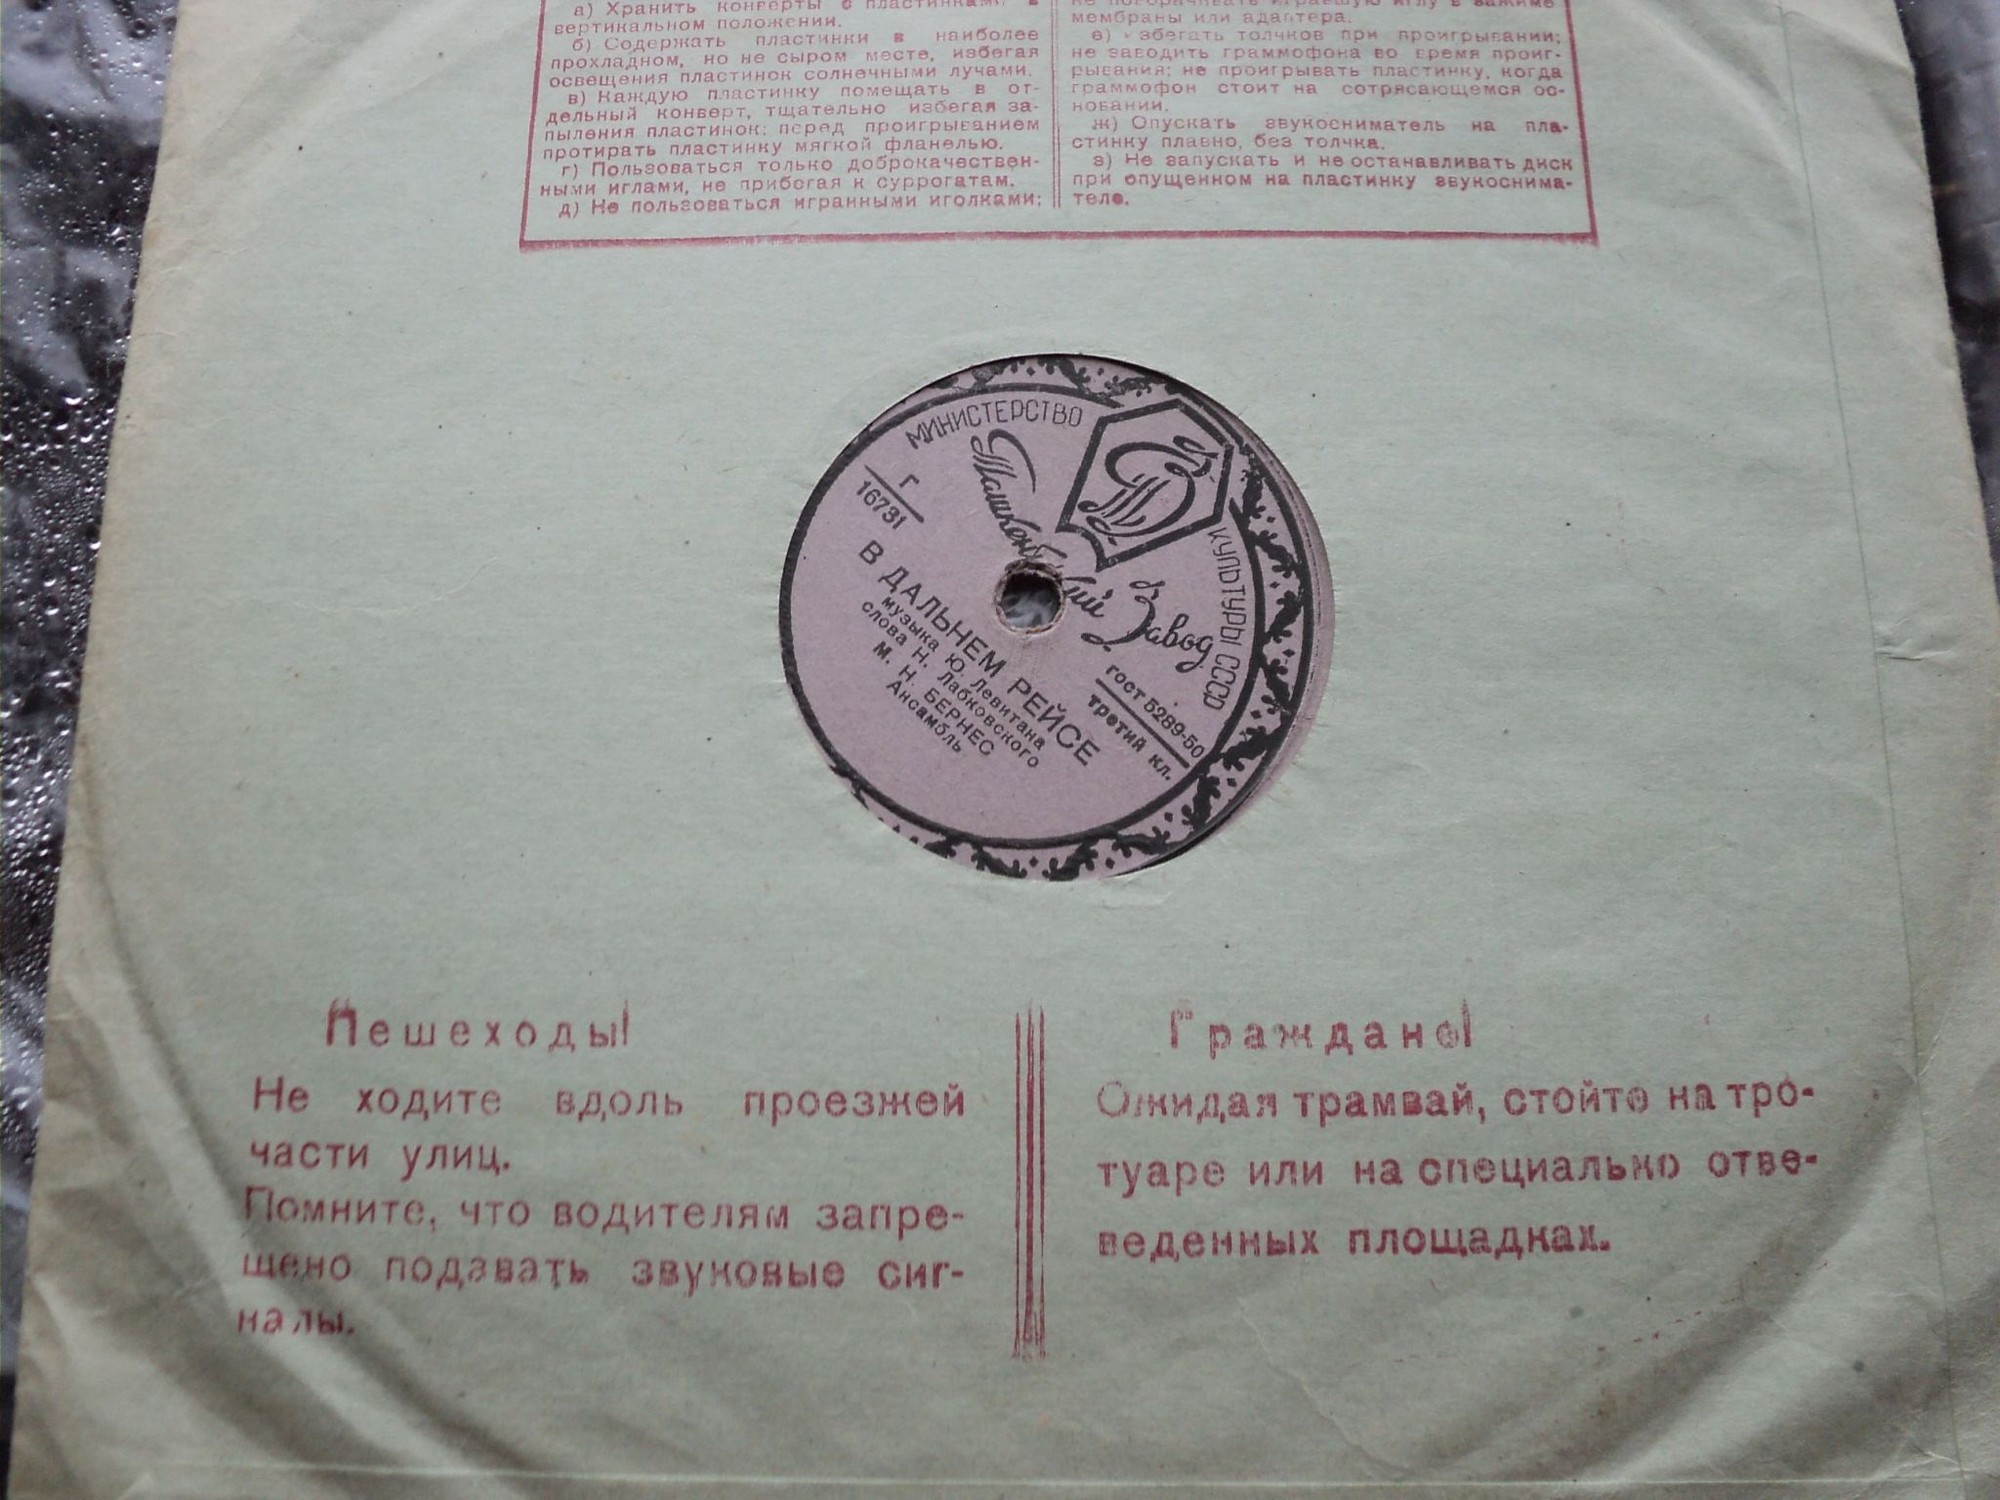 а) Хранить конверты с пластинками в
вертикальном положении.
б) Содержать пластинки в наиболее
прохладном, но не сыром месте, избегая
освещения пластинок солнечными лучами.
в) Каждую пластинку помещать в от-
дельный конверт, тщательно избегая за-
пыления пластинок; перед проигрыванием
протирать пластинку мягкой фланелью.
г) Пользоваться только доброкачествен-
ными иглами, не прибегая к суррогатам.
д) Не пользоваться игранными иголками;
не поворачивать игравшую иглу в зажиме
мембраны или адаптера.
е) избегать толчков при проигрывании;
не заводить граммофона во время проиг-
рывания; не проигрывать пластинку, когда
граммофон стоит на сотрясающемся ос-
новании.
ж) Опускать звукосниматель на пла-
стинку плавно, без толчка.
з) Не запускать и не останавливать диск
при опущенном на пластинку звукоснима-
теле.
МИНИСТЕРСТВО КУЛЬТУРЫ СССР
Ташкентский Завод
Г
16731
ГОСТ 5289-50
третий кл.
В ДАЛЬНЕМ РЕЙСЕ
музыка Ю. Левитана
слова Н. Лабковского
М. Н. БЕРНЕС
Ансамбль
Пешеходы!
Не ходите вдоль проезжей
части улиц.
Помните, что водителям запре-
щено подавать звуковые сиг-
налы.
Граждане!
Ожидая трамвай, стойте на тро-
туаре или на специально отве-
веденных площадках.